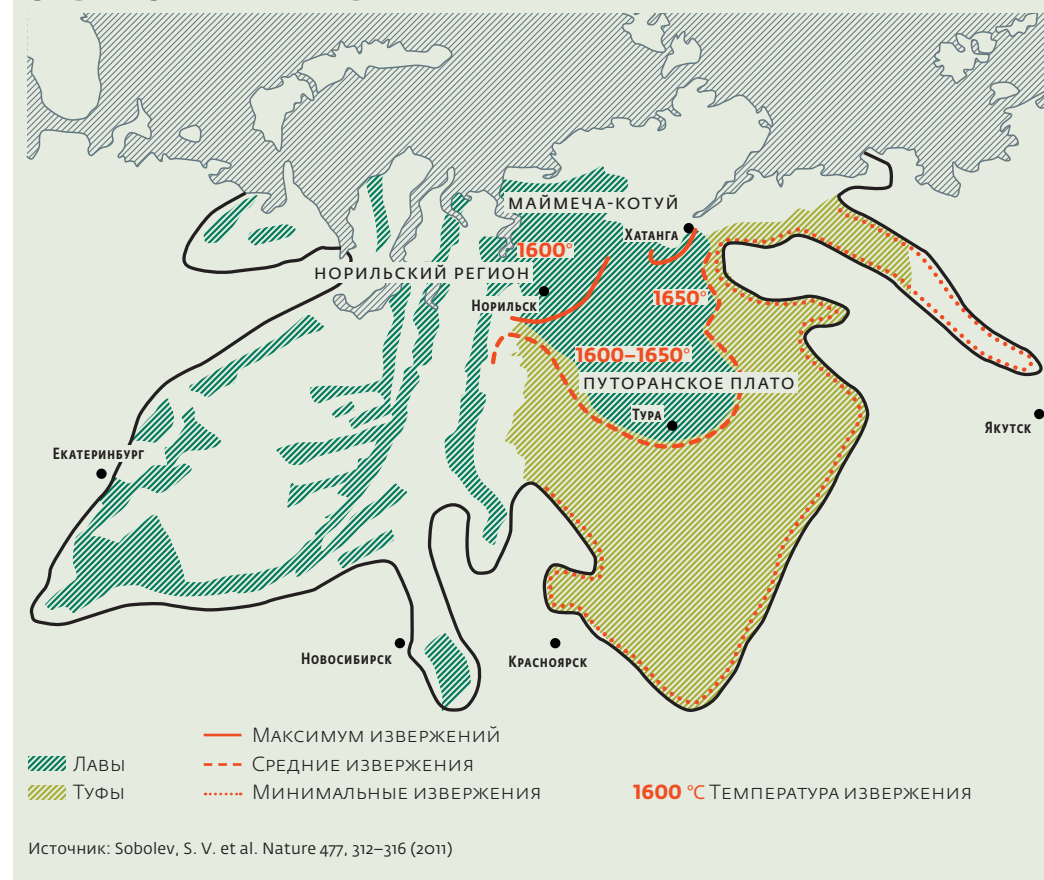 МАЙМЕЧА-КОТУЙ
Хатанга
1600°
НОРИЛЬСКИЙ РЕГИОН
1650°
Норильск
1600–1650°
ПУТОРАНСКОЕ ПЛАТО
Тура
Якутск
Екатеринбург
Новосибирск
Красноярск
Максимум извержений
Лавы
Средние извержения
Туфы
Минимальные извержения
1600 °C Температура извержения
Источник: Sobolev, S. V. et al. Nature 477, 312–316 (2011)